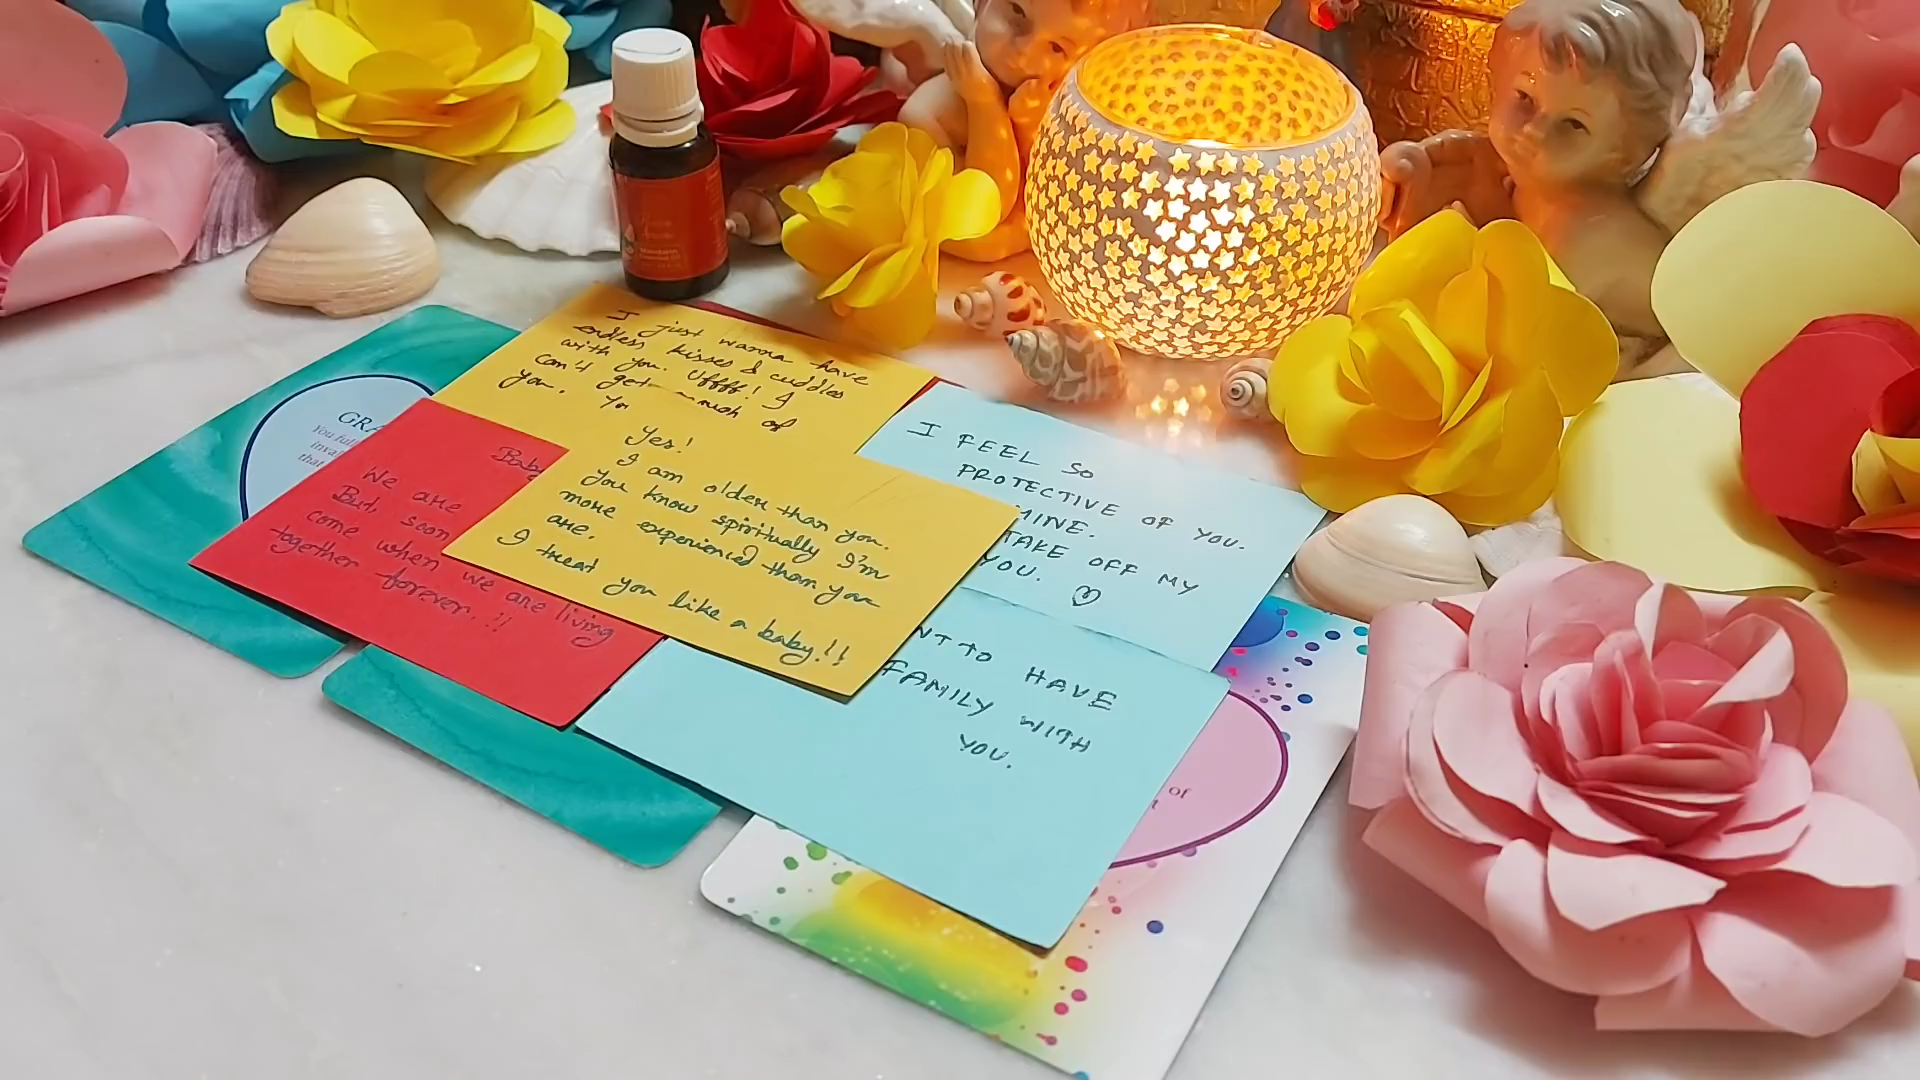 I just wanna have
endless kisses & cuddles
with you. Uffff! I
can't get of
you.
Yes!
I am older than you.
You know spiritually I'm
more experienced than you
are.
I treat you like a baby!!
We are
But, soon
come when we are living
together forever.!!
I FEEL SO
PROTECTIVE OF YOU.
MINE.
TAKE OFF MY
YOU. ♡
TO HAVE
FAMILY WITH
YOU.
of
Mandarin